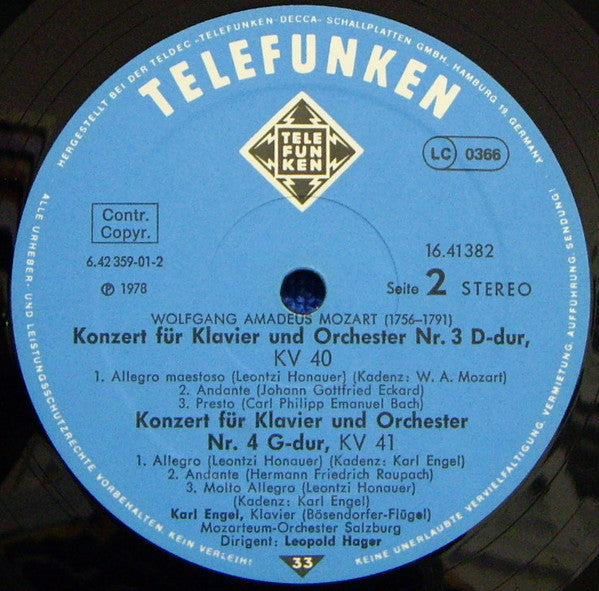 HERGESTELLT BEI DER TELDEC »TELEFUNKEN-DECCA« SCHALLPLATTEN GMBH. HAMBURG 19. GERMANY
TELEFUNKEN
TELE
FUN
KEN
LC 0366
Contr.
Copyr.
6.42 359-01-2
16.41382
℗ 1978
Seite 2 STEREO
WOLFGANG AMADEUS MOZART (1756–1791)
Konzert für Klavier und Orchester Nr. 3 D-dur,
KV 40
1. Allegro maestoso (Leontzi Honauer) (Kadenz: W. A. Mozart)
2. Andante (Johann Gottfried Eckard)
3. Presto (Carl Philipp Emanuel Bach)
Konzert für Klavier und Orchester
Nr. 4 G-dur, KV 41
1. Allegro (Leontzi Honauer) (Kadenz: Karl Engel)
2. Andante (Hermann Friedrich Raupach)
3. Molto Allegro (Leontzi Honauer)
(Kadenz: Karl Engel)
Karl Engel, Klavier (Bösendorfer-Flügel)
Mozarteum-Orchester Salzburg
Dirigent: Leopold Hager
33
ALLE URHEBER- UND LEISTUNGSSCHUTZRECHTE VORBEHALTEN. KEIN VERLEIH!
KEINE UNERLAUBTE VERVIELFÄLTIGUNG, VERMIETUNG, AUFFÜHRUNG, SENDUNG!